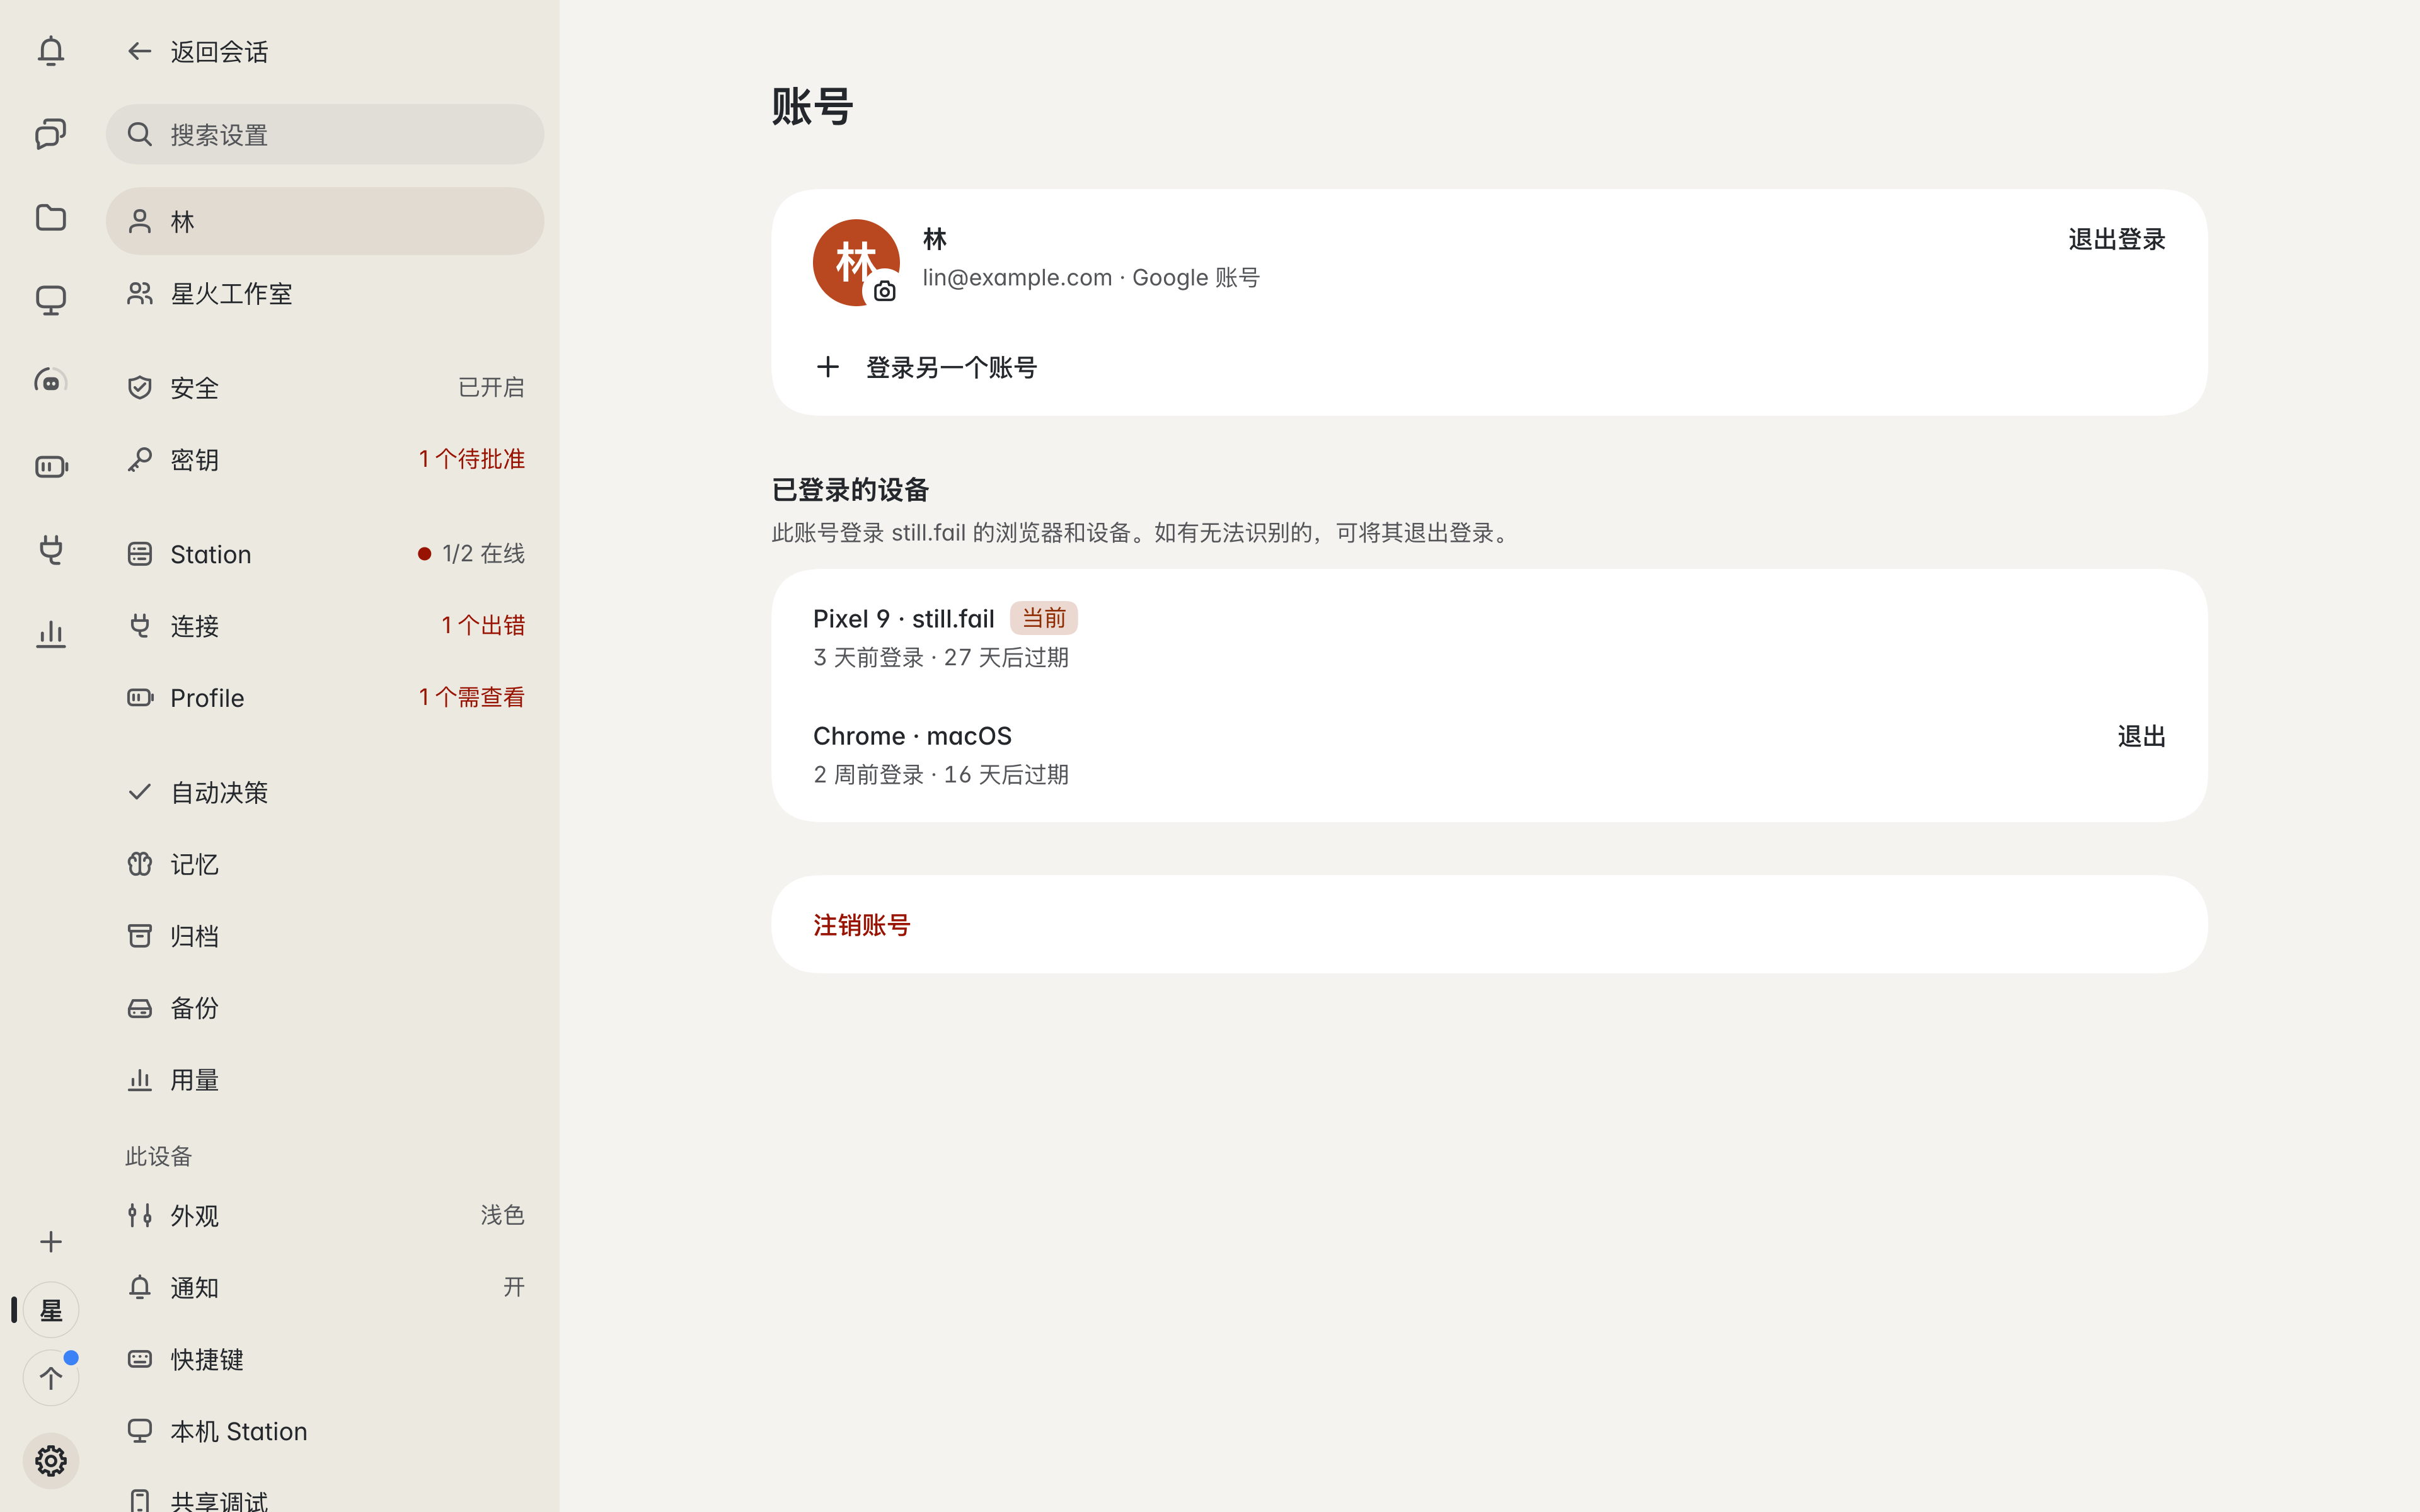 返回会话
搜索设置
林
星火工作室
安全 已开启
密钥 1 个待批准
Station 1/2 在线
连接 1 个出错
Profile 1 个需查看
自动决策
记忆
归档
备份
用量
此设备
外观 浅色
通知 开
快捷键
本机 Station
共享调试
星
个
账号
林
林
退出登录
lin@example.com · Google 账号
登录另一个账号
已登录的设备
此账号登录 still.fail 的浏览器和设备。如有无法识别的，可将其退出登录。
Pixel 9 · still.fail 当前
3 天前登录 · 27 天后过期
Chrome · macOS 退出
2 周前登录 · 16 天后过期
注销账号